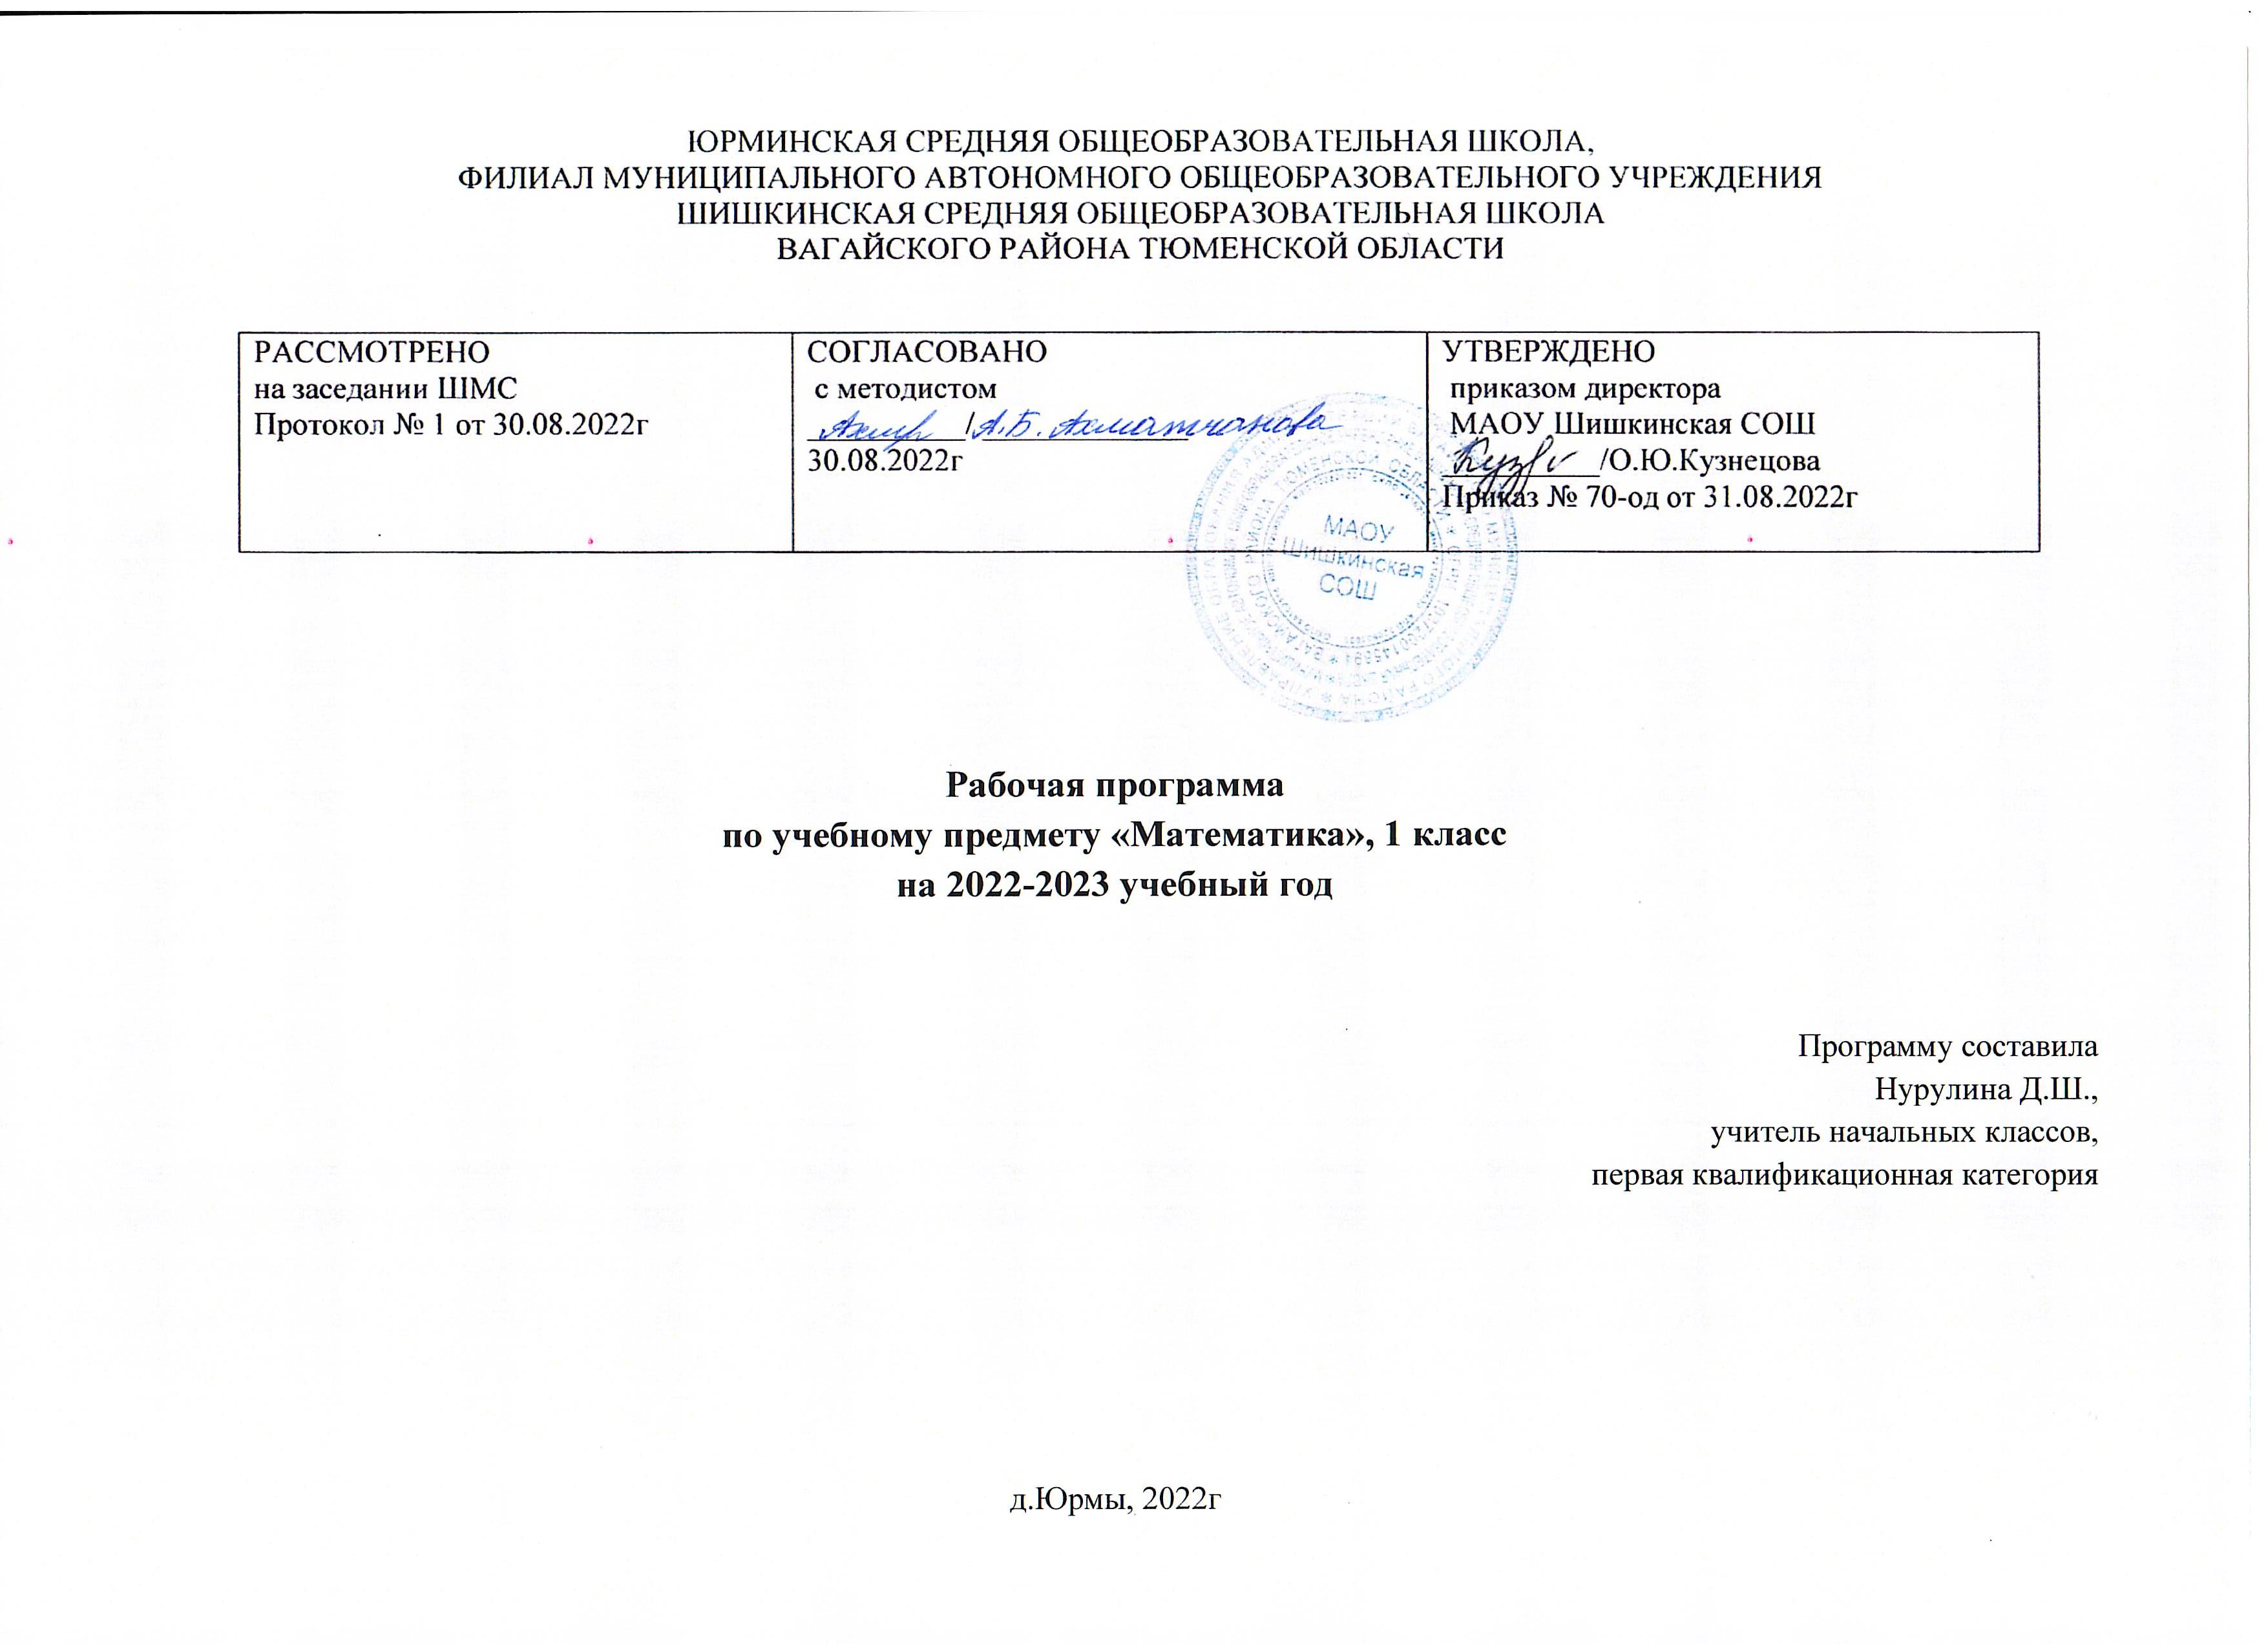 ЮРМИНСКАЯ СРЕДНЯЯ ОБЩЕОБРАЗОВАТЕЛЬНАЯ ШКОЛА,
ФИЛИАЛ МУНИЦИПАЛЬНОГО АВТОНОМНОГО ОБЩЕОБРАЗОВАТЕЛЬНОГО УЧРЕЖДЕНИЯ
ШИШКИНСКАЯ СРЕДНЯЯ ОБЩЕОБРАЗОВАТЕЛЬНАЯ ШКОЛА
ВАГАЙСКОГО РАЙОНА ТЮМЕНСКОЙ ОБЛАСТИ
РАССМОТРЕНО
на заседании ШМС
Протокол № 1 от 30.08.2022г
СОГЛАСОВАНО
с методистом
/А.Б. Ахматчанова
30.08.2022г
УТВЕРЖДЕНО
приказом директора
МАОУ Шишкинская СОШ
/О.Ю.Кузнецова
Приказ № 70-од от 31.08.2022г
МАОУ
Шишкинская
СОШ
Рабочая программа
по учебному предмету «Математика», 1 класс
на 2022-2023 учебный год
Программу составила
Нурулина Д.Ш.,
учитель начальных классов,
первая квалификационная категория
д.Юрмы, 2022г